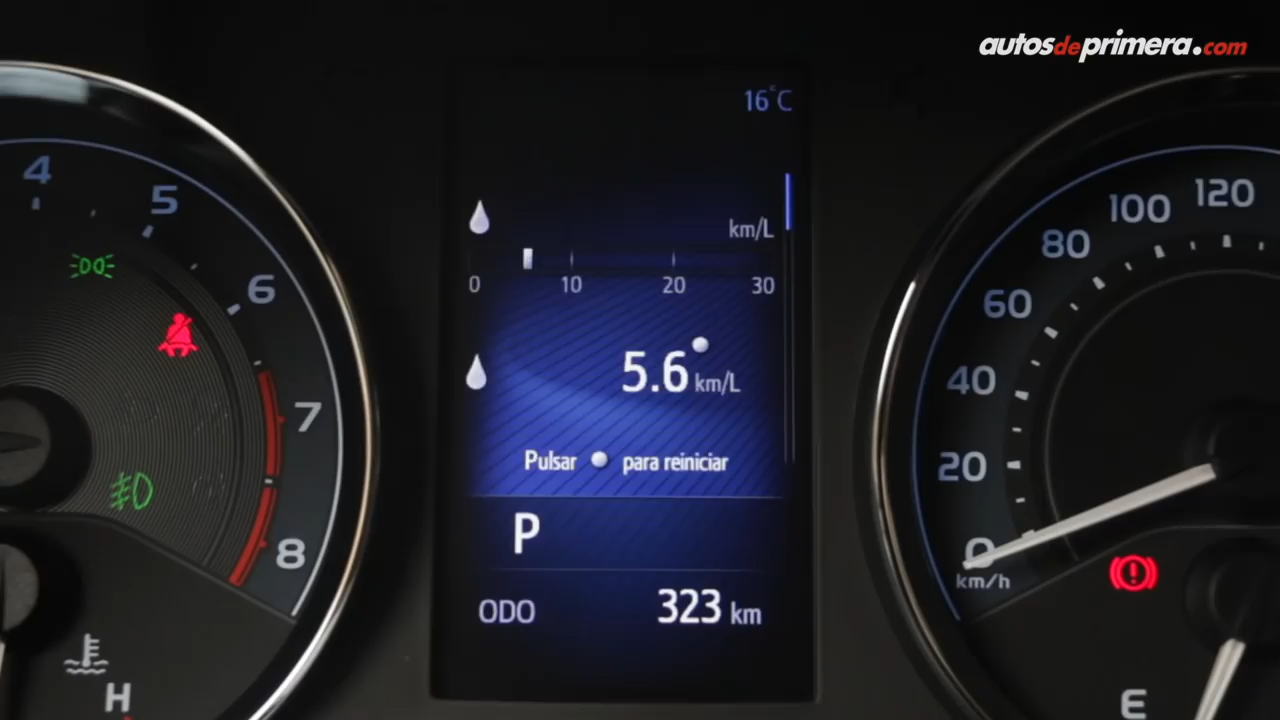 autosdeprimera.com
16°C
4
5
6
7
8
H
km/L
0 10 20 30
5.6 km/L
Pulsar para reiniciar
P
ODO 323 km
0
20
40
60
80
100
120
km/h
E